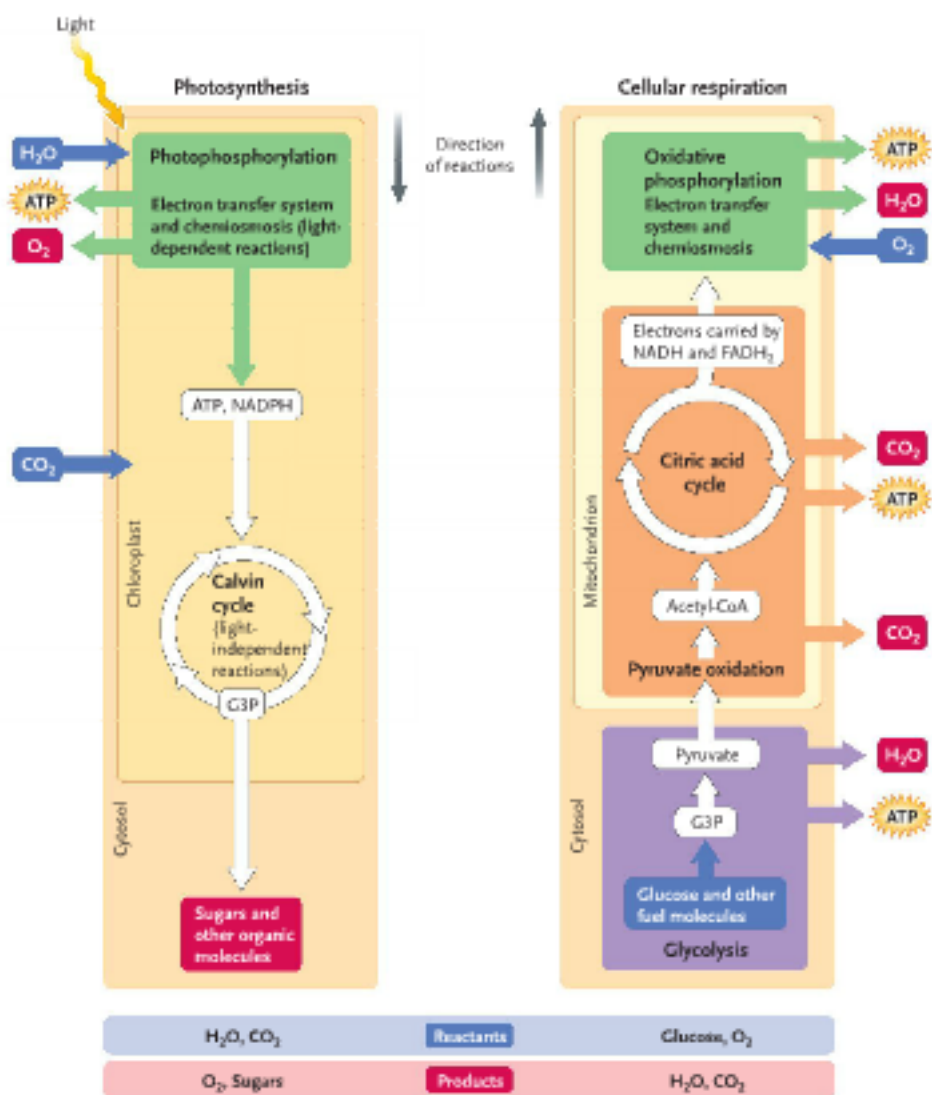 Light
Photosynthesis
Cellular respiration
H₂O
ATP
O₂
Photophosphorylation
Electron transfer system
and chemiosmosis (light-
dependent reactions)
Direction
of reactions
Oxidative
phosphorylation
Electron transfer
system and
chemiosmosis
ATP
H₂O
O₂
ATP, NADPH
CO₂
Chloroplast
Calvin
cycle
(light-
independent
reactions)
G3P
Cytosol
Sugars and
other organic
molecules
Electrons carried by
NADH and FADH₂
Citric acid
cycle
CO₂
ATP
Mitochondrion
Acetyl-CoA
Pyruvate oxidation
CO₂
Pyruvate
H₂O
G3P
ATP
Cytosol
Glucose and other
fuel molecules
Glycolysis
H₂O, CO₂ Reactants Glucose, O₂
O₂, Sugars Products H₂O, CO₂